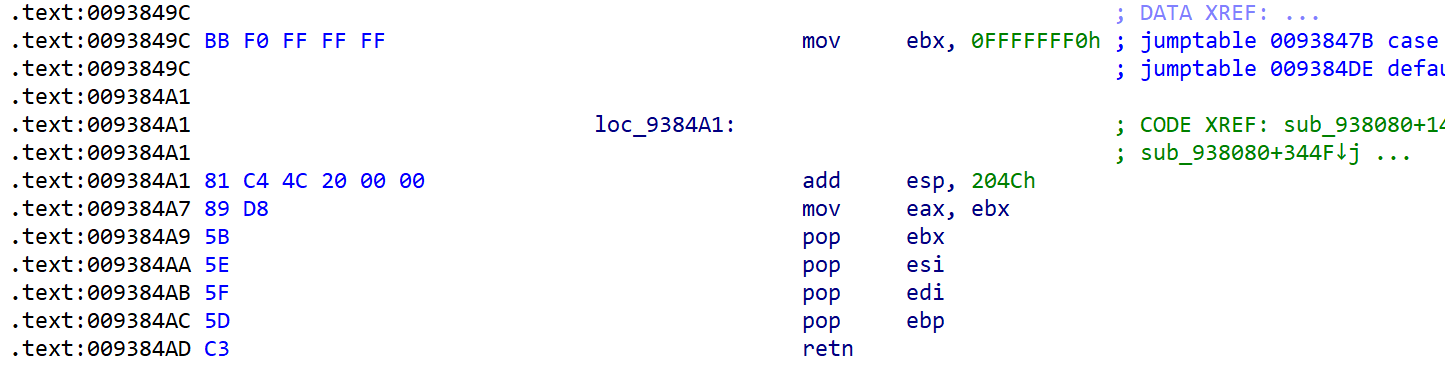 .text:0093849C ; DATA XREF: ...
.text:0093849C BB F0 FF FF FF mov ebx, 0FFFFFFF0h ; jumptable 0093847B case
.text:0093849C ; jumptable 009384DE defau
.text:009384A1
.text:009384A1 loc_9384A1: ; CODE XREF: sub_938080+14
.text:009384A1 ; sub_938080+344F↓j ...
.text:009384A1 81 C4 4C 20 00 00 add esp, 204Ch
.text:009384A7 89 D8 mov eax, ebx
.text:009384A9 5B pop ebx
.text:009384AA 5E pop esi
.text:009384AB 5F pop edi
.text:009384AC 5D pop ebp
.text:009384AD C3 retn